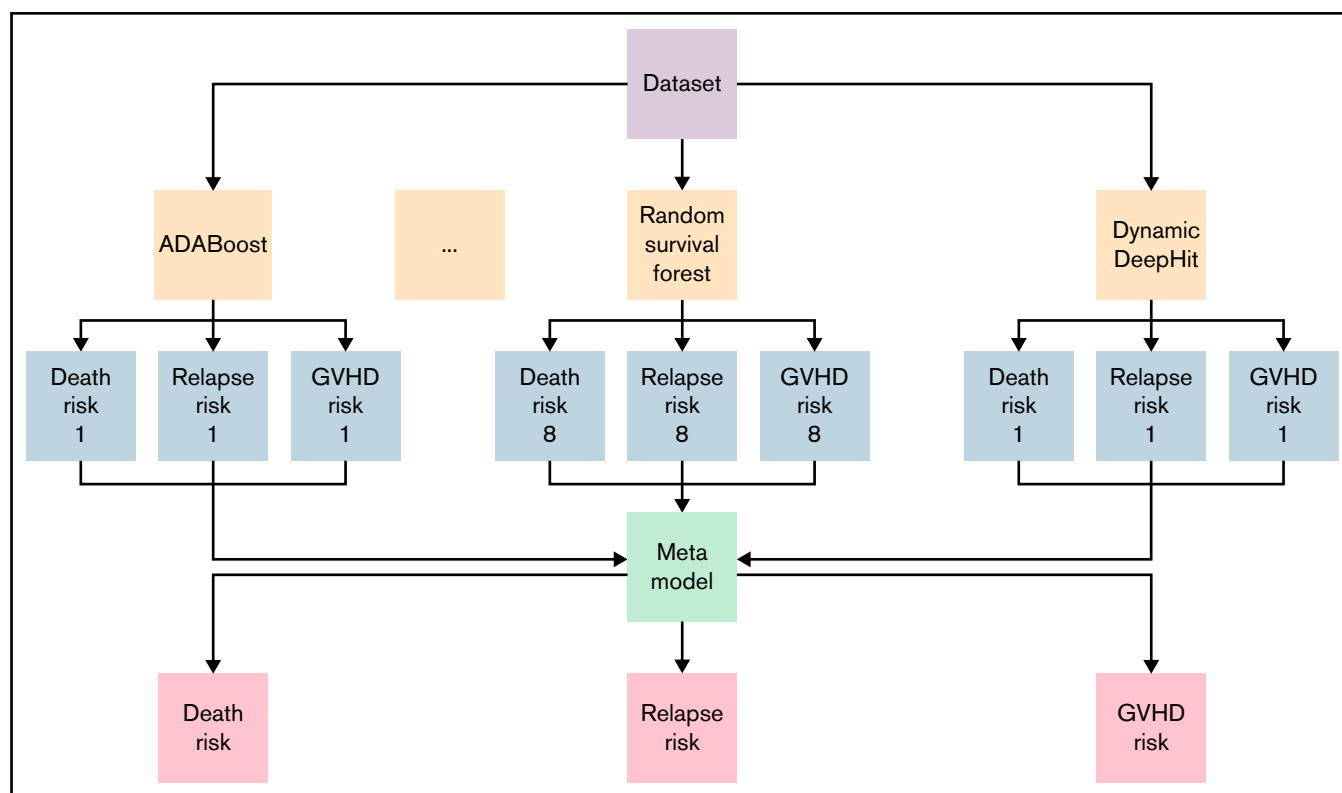 Dataset
ADABoost
...
Random
survival
forest
Dynamic
DeepHit
Death
risk
1
Relapse
risk
1
GVHD
risk
1
Death
risk
8
Relapse
risk
8
GVHD
risk
8
Death
risk
1
Relapse
risk
1
GVHD
risk
1
Meta
model
Death
risk
Relapse
risk
GVHD
risk